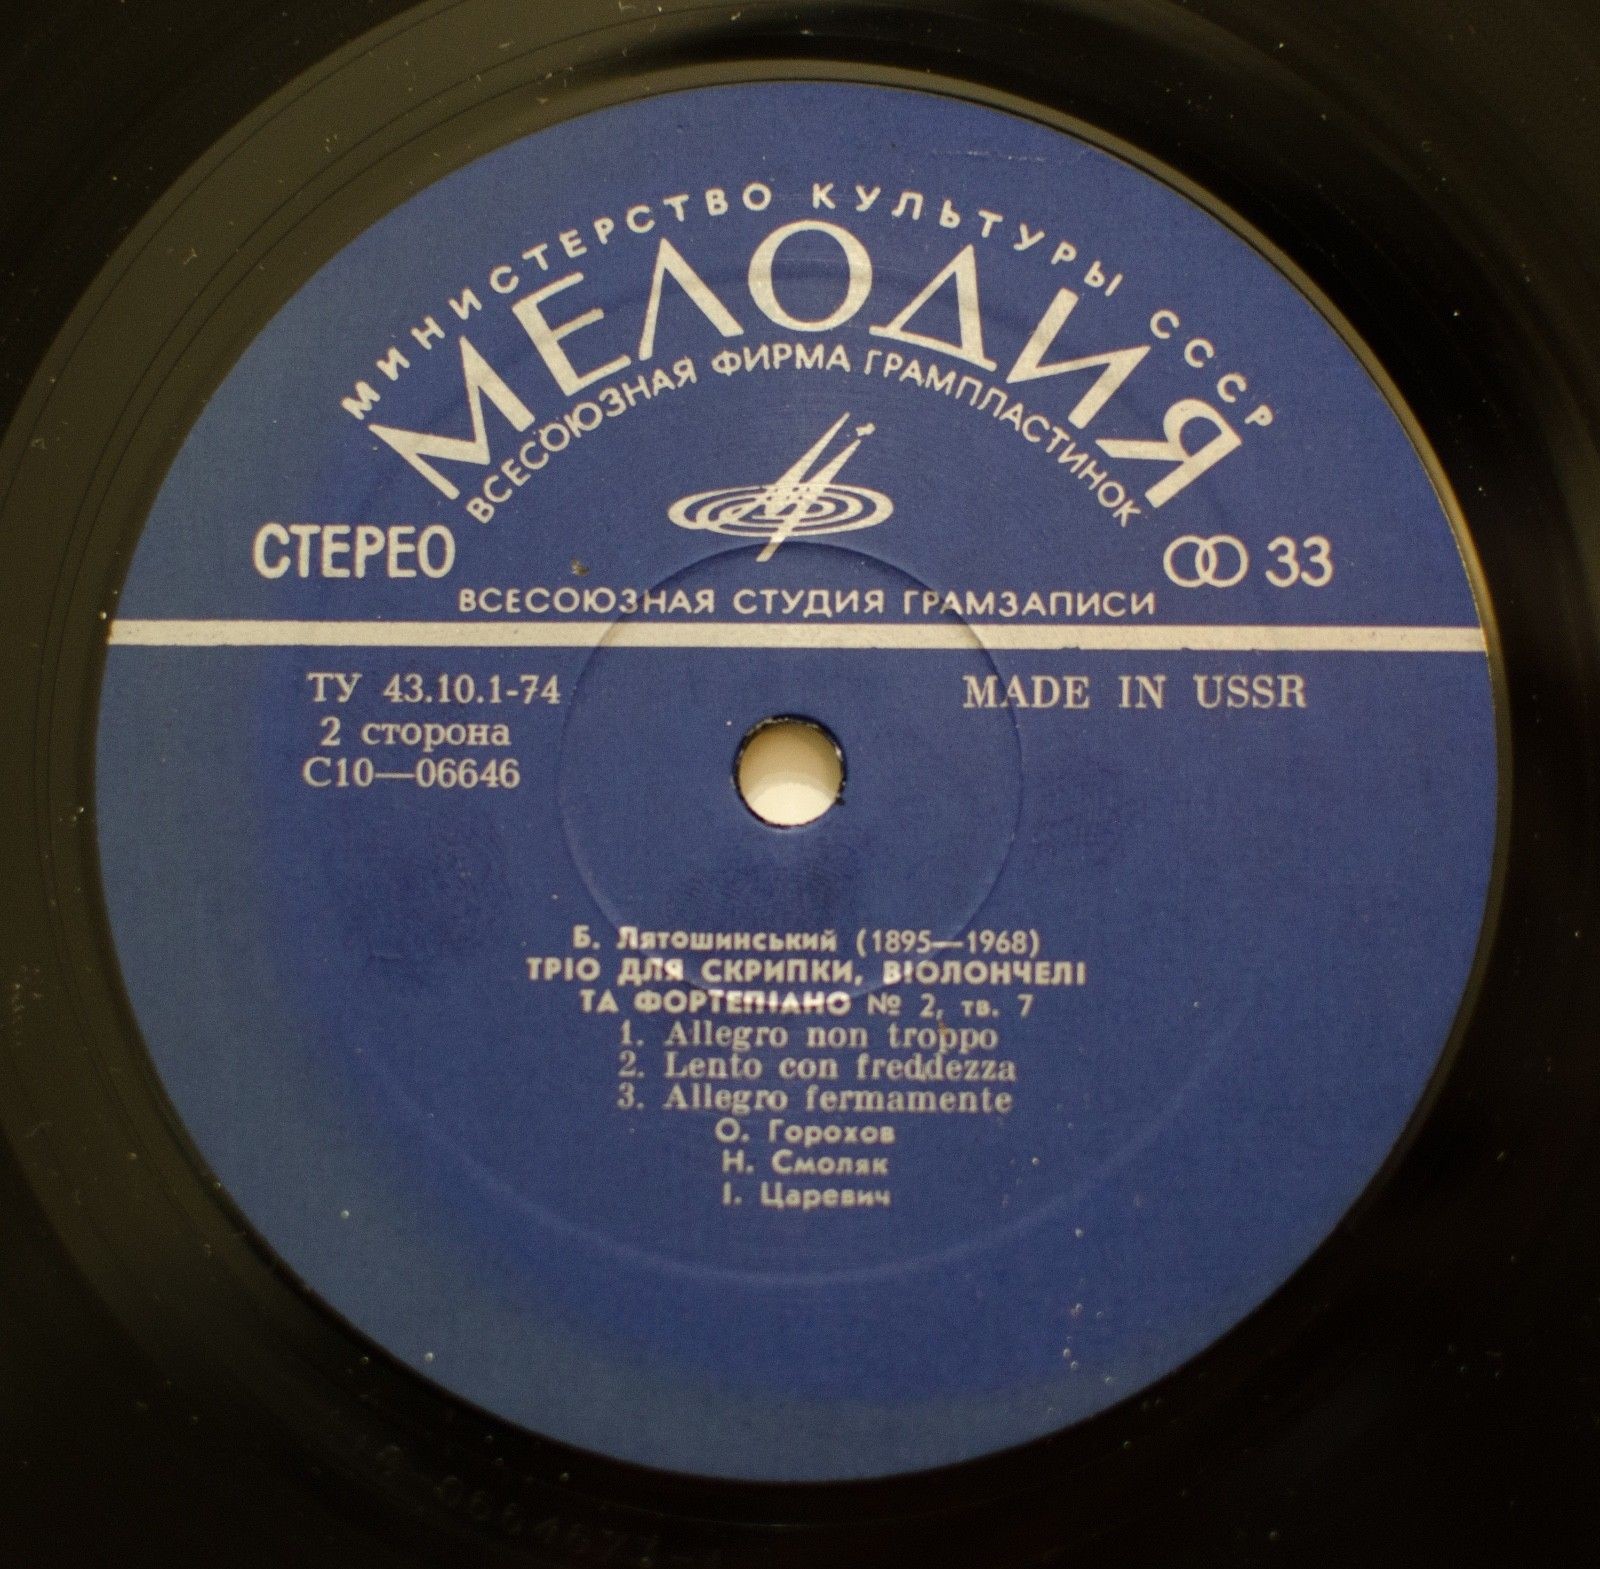 МИНИСТЕРСТВО КУЛЬТУРЫ СССР
МЕЛОДИЯ
ВСЕСОЮЗНАЯ ФИРМА ГРАМПЛАСТИНОК
СТЕРЕО
33
ВСЕСОЮЗНАЯ СТУДИЯ ГРАМЗАПИСИ
ТУ 43.10.1-74
MADE IN USSR
2 сторона
С10—06646
Б. Лятошинський (1895—1968)
ТРІО ДЛЯ СКРИПКИ, ВІОЛОНЧЕЛІ
ТА ФОРТЕПІАНО № 2, тв. 7
1. Allegro non troppo
2. Lento con freddezza
3. Allegro fermamente
О. Горохов
Н. Смоляк
І. Царевич